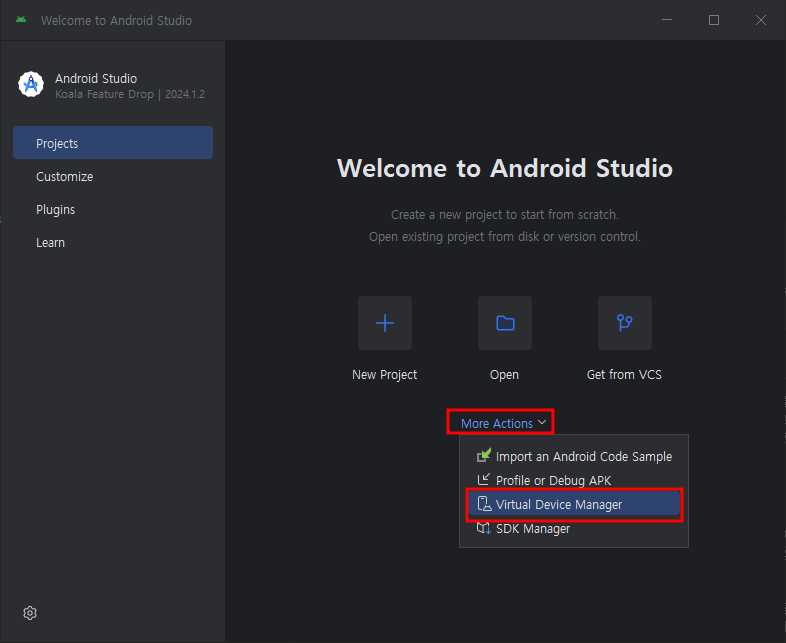 Welcome to Android Studio
Android Studio
Koala Feature Drop | 2024.1.2
Projects
Customize
Plugins
Learn
Welcome to Android Studio
Create a new project to start from scratch.
Open existing project from disk or version control.
New Project
Open
Get from VCS
More Actions
Import an Android Code Sample
Profile or Debug APK
Virtual Device Manager
SDK Manager